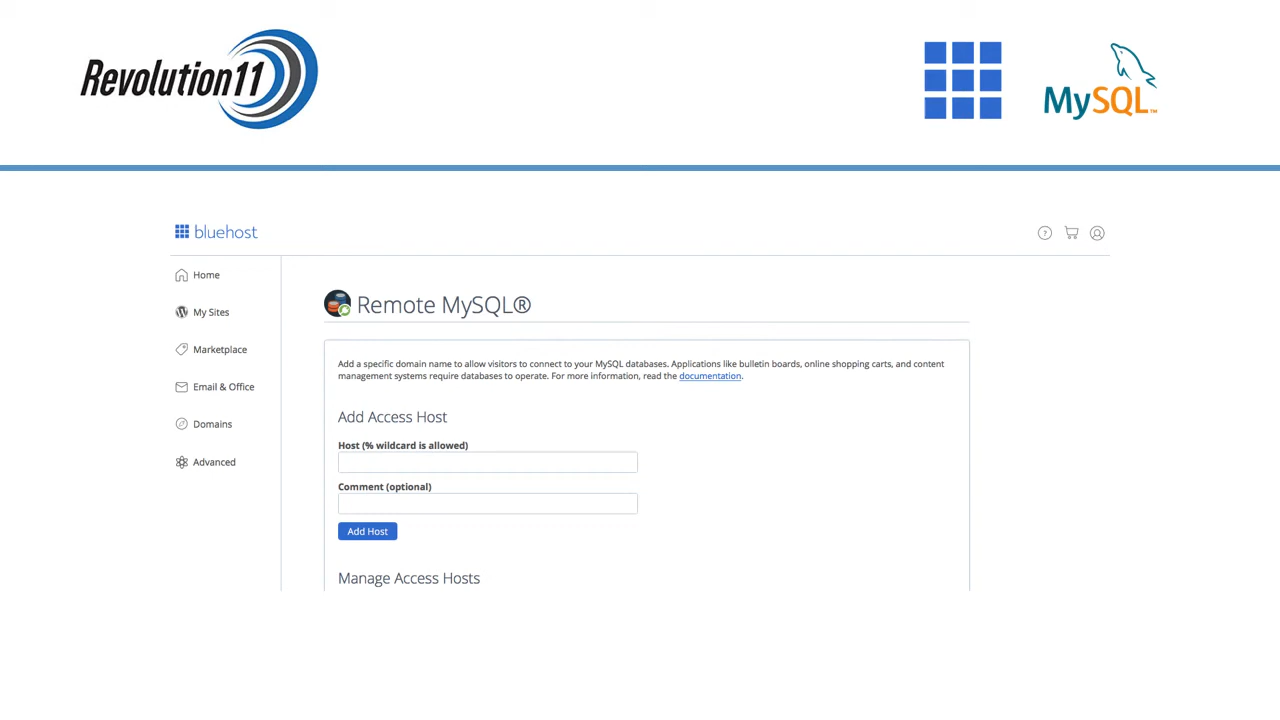 Revolution11
MySQL™
bluehost
?
Home
My Sites
Marketplace
Email & Office
Domains
Advanced
Remote MySQL®
Add a specific domain name to allow visitors to connect to your MySQL databases. Applications like bulletin boards, online shopping carts, and content
management systems require databases to operate. For more information, read the documentation.
Add Access Host
Host (% wildcard is allowed)
Comment (optional)
Add Host
Manage Access Hosts